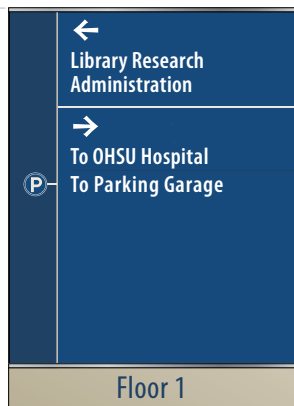 ←
Library Research
Administration
→
To OHSU Hospital
P To Parking Garage
Floor 1